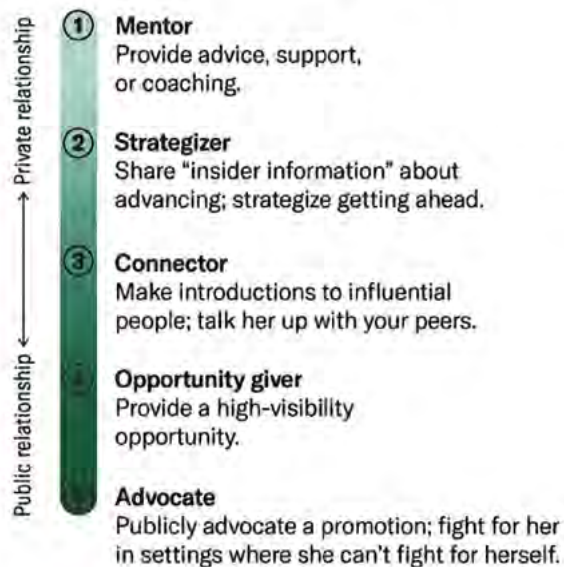 Private relationship
Public relationship
1 Mentor
Provide advice, support,
or coaching.
2 Strategizer
Share “insider information” about
advancing; strategize getting ahead.
3 Connector
Make introductions to influential
people; talk her up with your peers.
Opportunity giver
Provide a high-visibility
opportunity.
Advocate
Publicly advocate a promotion; fight for her
in settings where she can’t fight for herself.